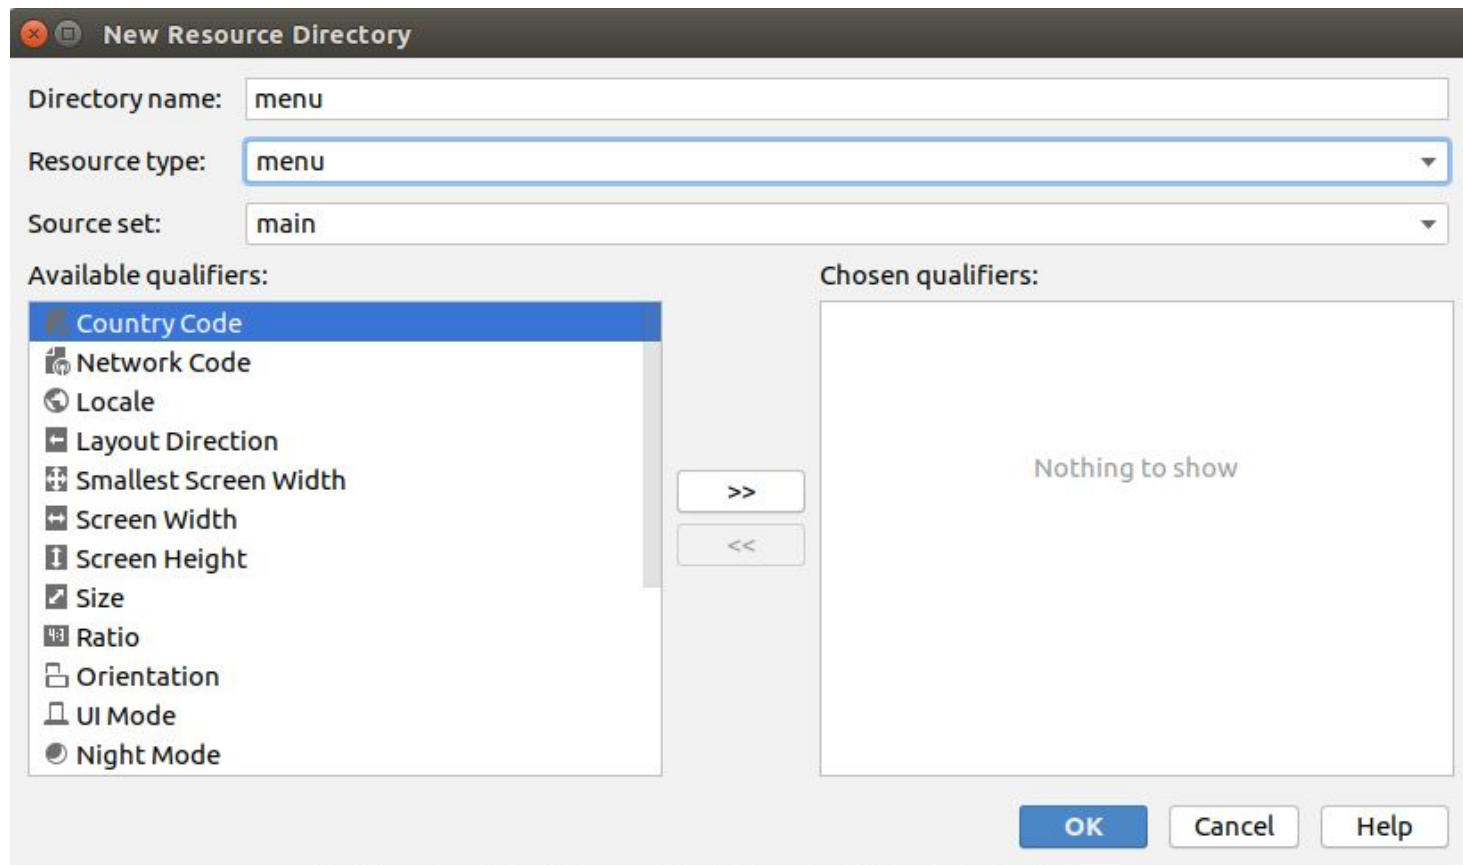 New Resource Directory
Directory name: menu
Resource type: menu
Source set: main
Available qualifiers:
Chosen qualifiers:
Country Code
Network Code
Locale
Layout Direction
Smallest Screen Width
Screen Width
Screen Height
Size
Ratio
Orientation
UI Mode
Night Mode
>>
<<
Nothing to show
OK Cancel Help